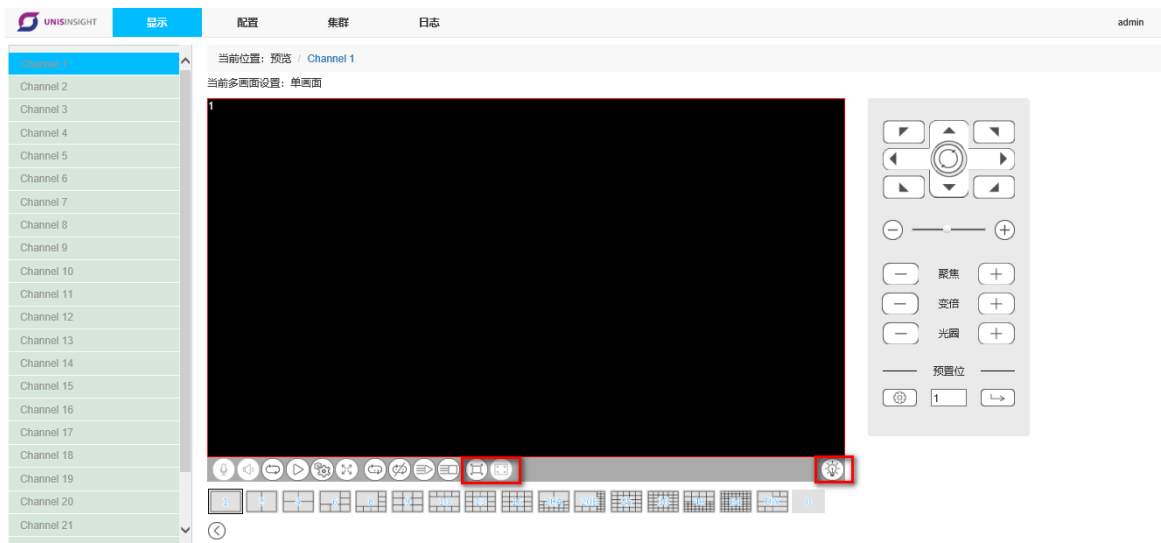 UNISINSIGHT 显示 配置 集群 日志 admin
当前位置: 预览 / Channel 1
当前多画面设置: 单画面
Channel 1
Channel 2
Channel 3
Channel 4
Channel 5
Channel 6
Channel 7
Channel 8
Channel 9
Channel 10
Channel 11
Channel 12
Channel 13
Channel 14
Channel 15
Channel 16
Channel 17
Channel 18
Channel 19
Channel 20
Channel 21
1
聚焦
变倍
光圈
预置位
1